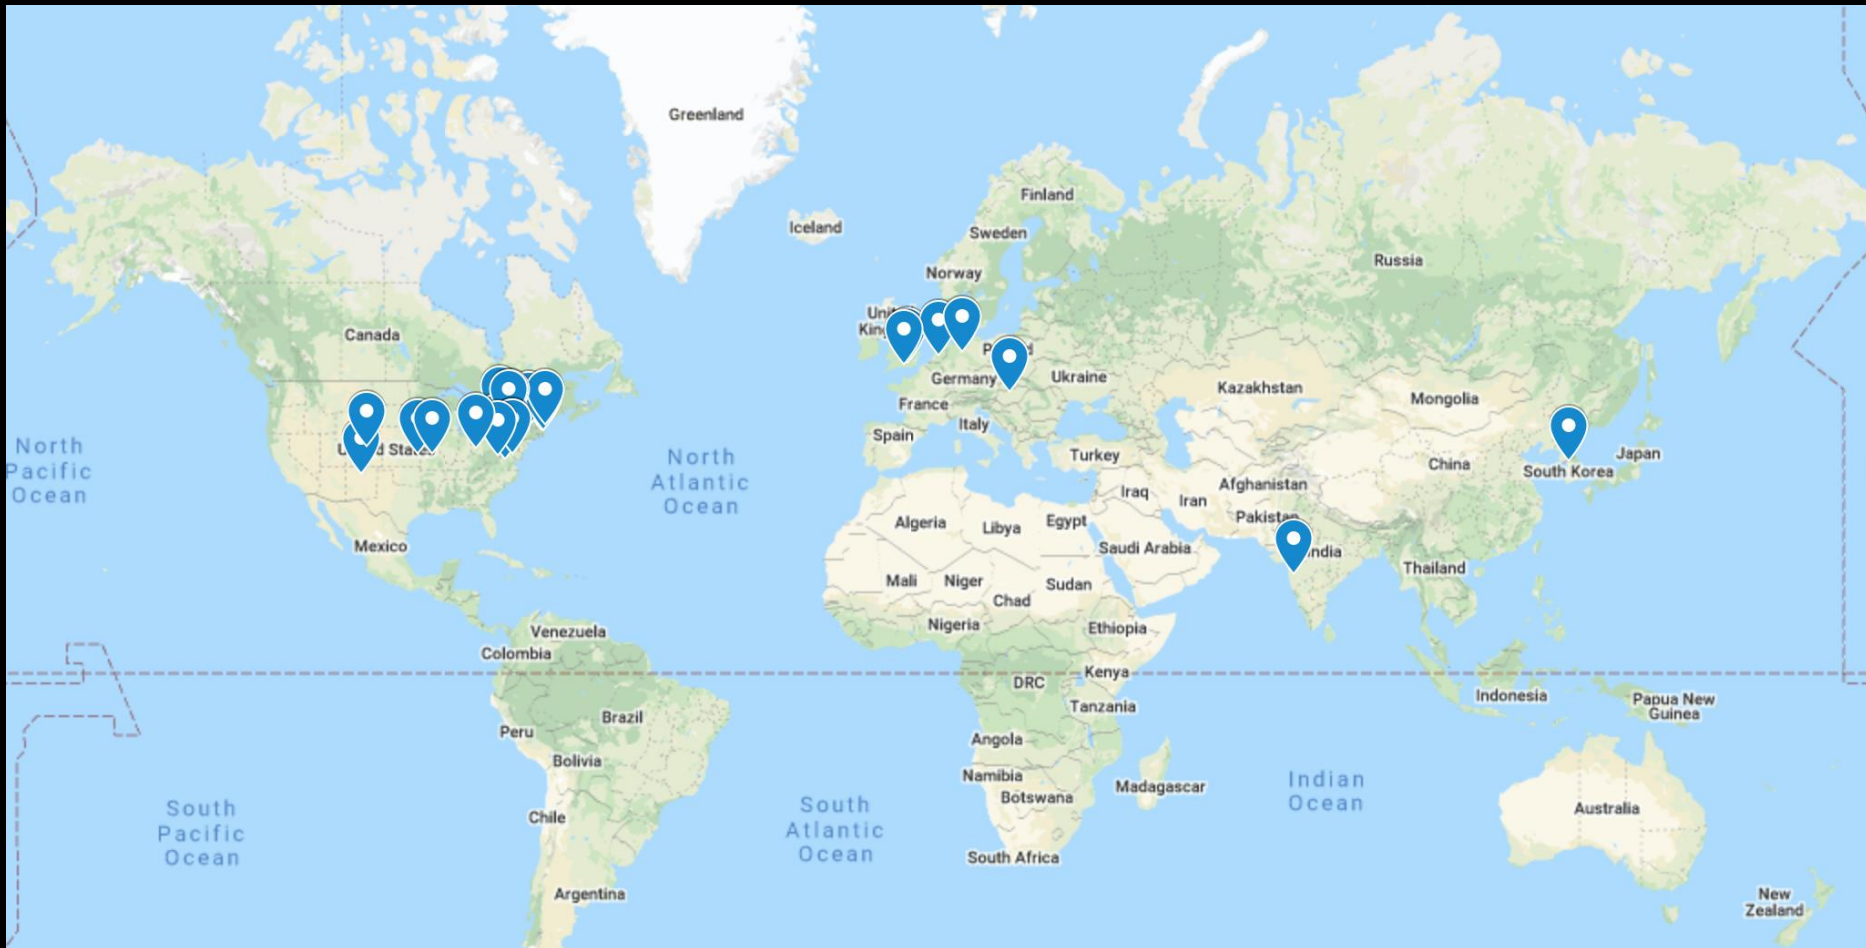 Greenland
Finland
Iceland
Sweden
Russia
Norway
Canada
Germany
Ukraine
Kazakhstan
Mongolia
France
Italy
Spain
North
Pacific
Ocean
North
Atlantic
Ocean
Turkey
Japan
China
South Korea
Afghanistan
Iraq
Iran
Pakistan
Algeria
Libya
Egypt
Saudi Arabia
Mexico
Thailand
Mali
Niger
Sudan
Chad
Nigeria
Ethiopia
Venezuela
Colombia
Kenya
DRC
Indonesia
Papua New
Guinea
Tanzania
Brazil
Peru
Angola
Bolivia
Namibia
Madagascar
Botswana
Indian
Ocean
Australia
South
Pacific
Ocean
South
Atlantic
Ocean
Chile
South Africa
Argentina
New
Zealand